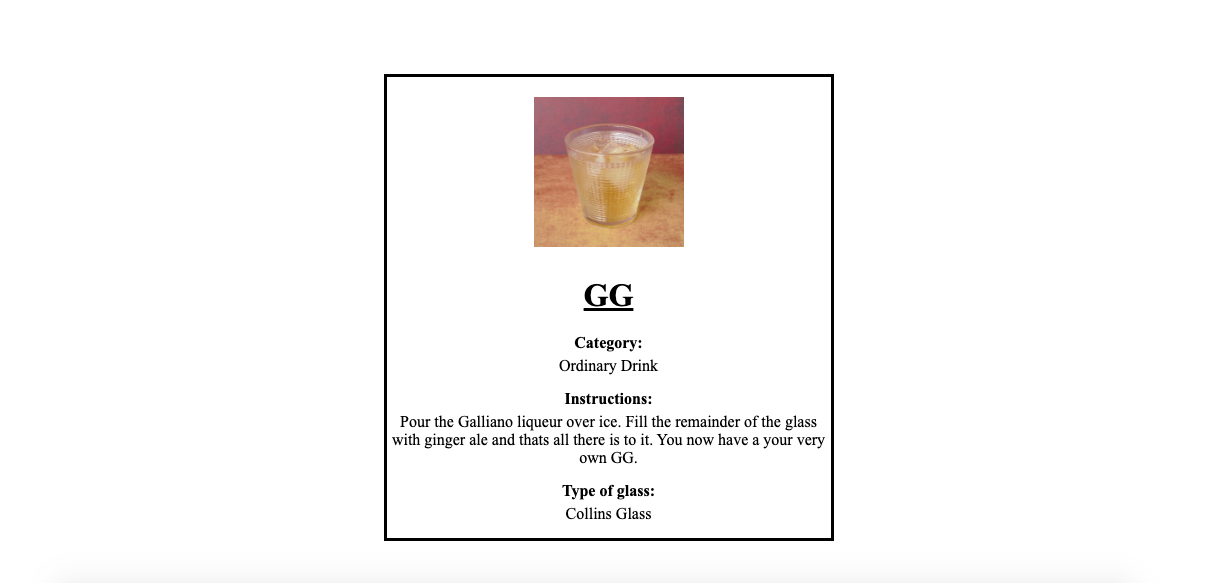 GG
Category:
Ordinary Drink
Instructions:
Pour the Galliano liqueur over ice. Fill the remainder of the glass
with ginger ale and thats all there is to it. You now have a your very
own GG.
Type of glass:
Collins Glass